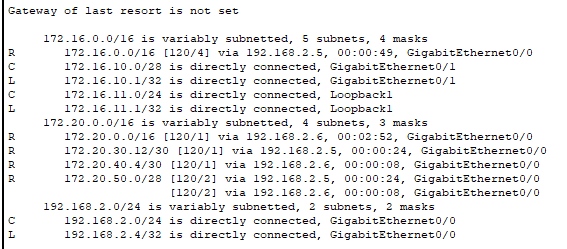 Gateway of last resort is not set
172.16.0.0/16 is variably subnetted, 5 subnets, 4 masks
R 172.16.0.0/16 [120/4] via 192.168.2.5, 00:00:49, GigabitEthernet0/0
C 172.16.10.0/28 is directly connected, GigabitEthernet0/1
L 172.16.10.1/32 is directly connected, GigabitEthernet0/1
C 172.16.11.0/24 is directly connected, Loopback1
L 172.16.11.1/32 is directly connected, Loopback1
172.20.0.0/16 is variably subnetted, 4 subnets, 3 masks
R 172.20.0.0/16 [120/1] via 192.168.2.6, 00:02:52, GigabitEthernet0/0
R 172.20.30.12/30 [120/1] via 192.168.2.5, 00:00:24, GigabitEthernet0/0
R 172.20.40.4/30 [120/1] via 192.168.2.6, 00:00:08, GigabitEthernet0/0
R 172.20.50.0/28 [120/2] via 192.168.2.5, 00:00:24, GigabitEthernet0/0
[120/2] via 192.168.2.6, 00:00:08, GigabitEthernet0/0
192.168.2.0/24 is variably subnetted, 2 subnets, 2 masks
C 192.168.2.0/24 is directly connected, GigabitEthernet0/0
L 192.168.2.4/32 is directly connected, GigabitEthernet0/0